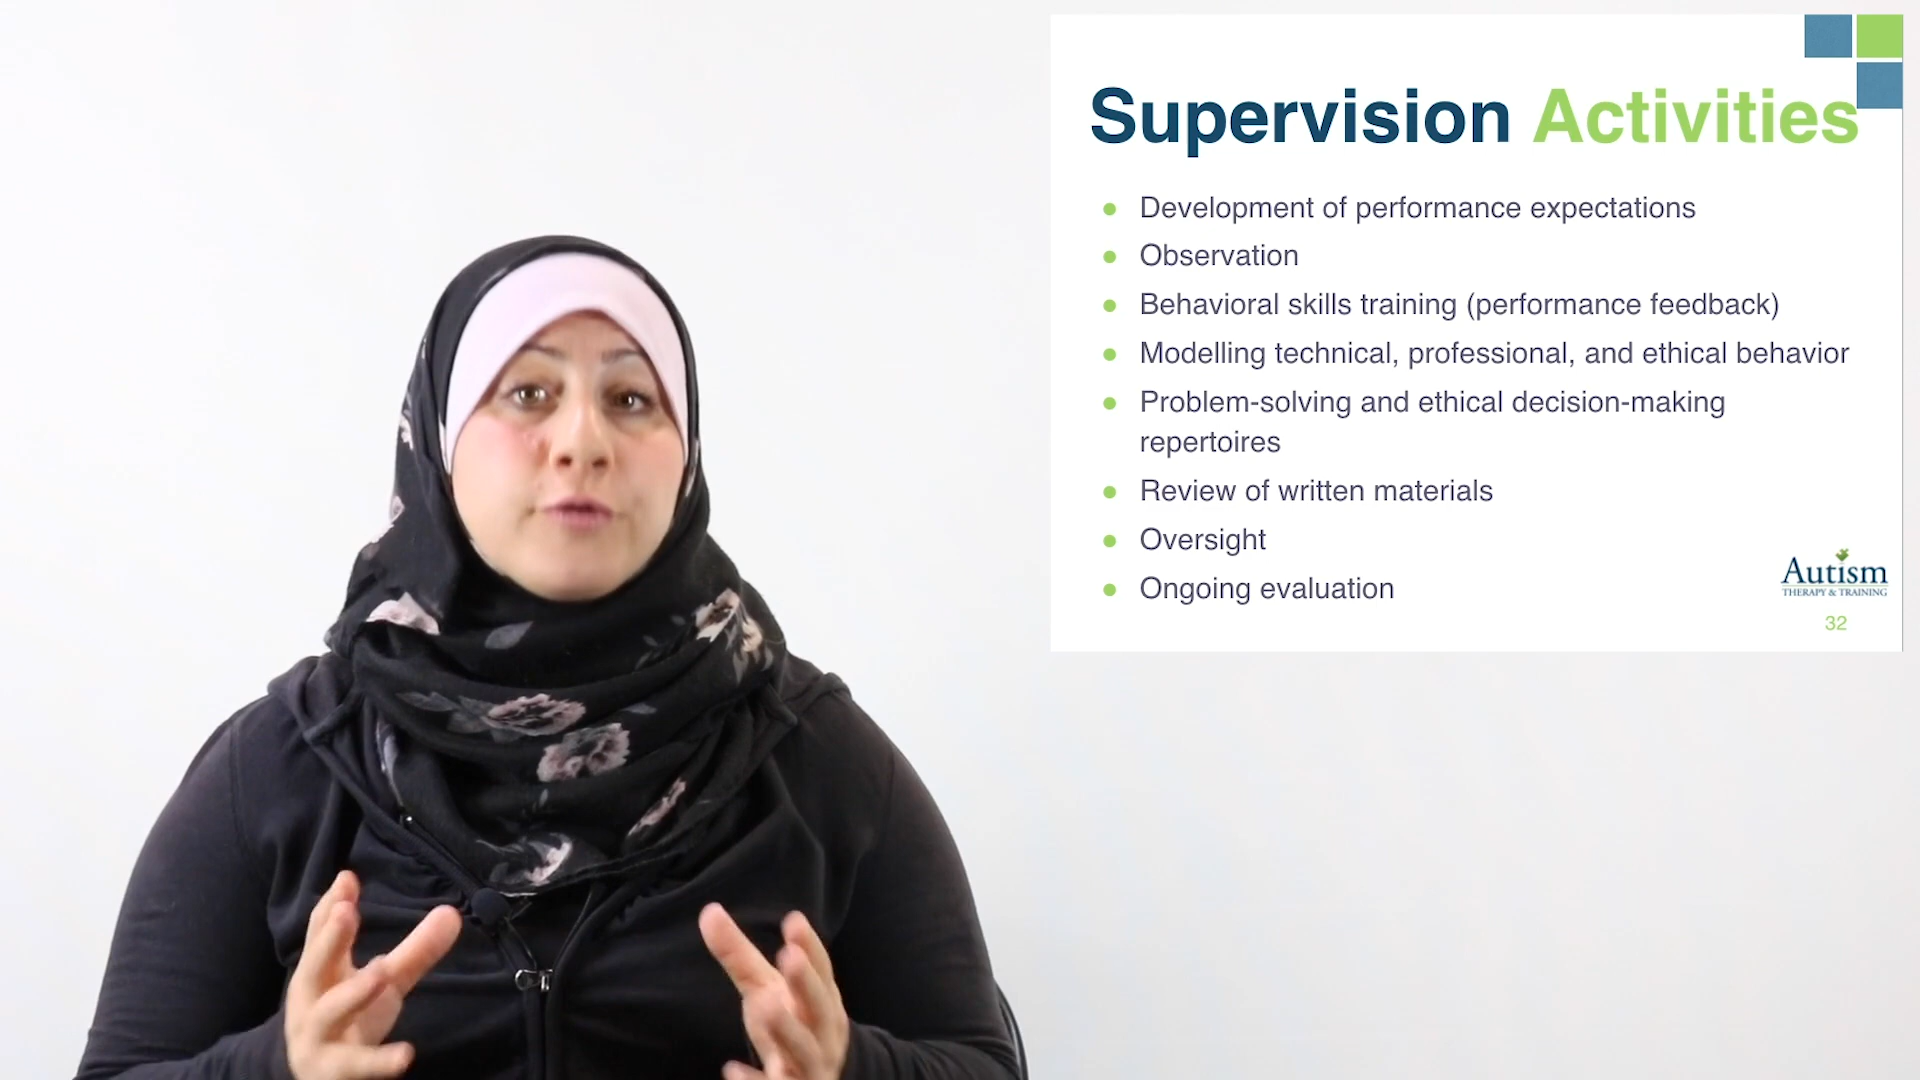 Supervision Activities
● Development of performance expectations
● Observation
● Behavioral skills training (performance feedback)
● Modelling technical, professional, and ethical behavior
● Problem-solving and ethical decision-making
repertoires
● Review of written materials
● Oversight
● Ongoing evaluation
Autism
THERAPY & TRAINING
32